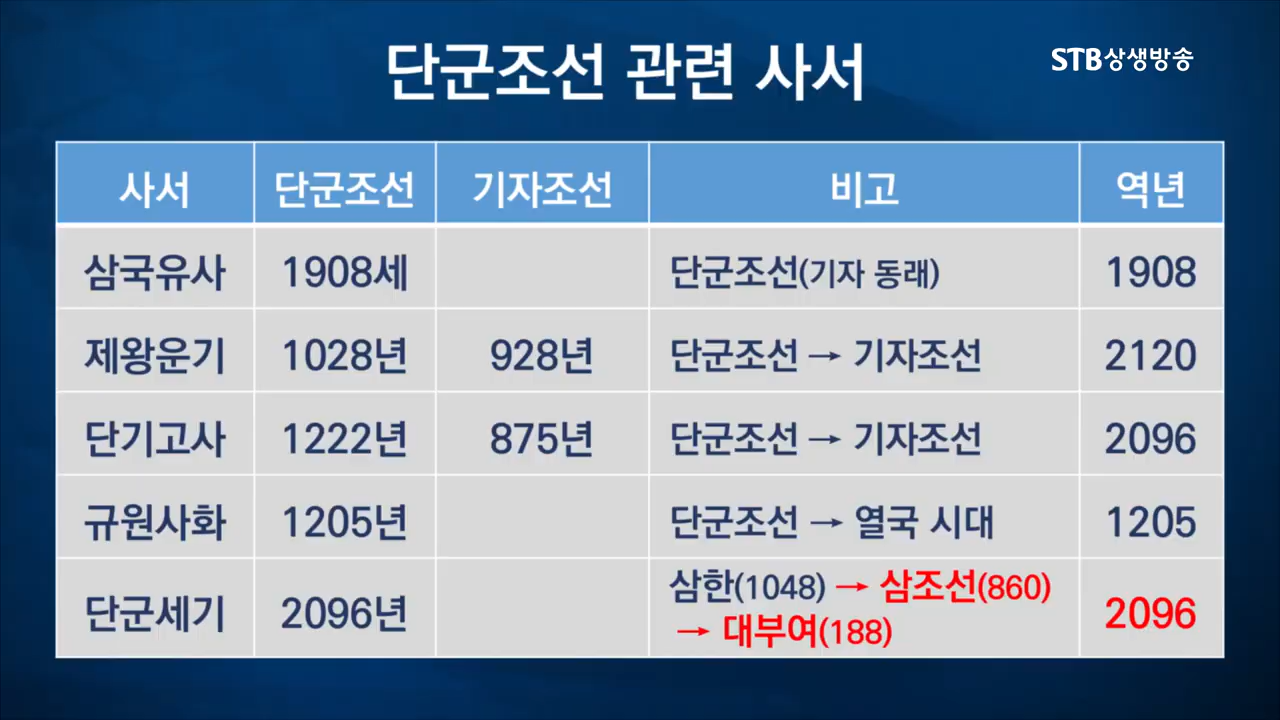 단군조선 관련 사서
STB상생방송
사서 단군조선 기자조선 비고 역년
삼국유사 1908세 단군조선(기자 동래) 1908
제왕운기 1028년 928년 단군조선 → 기자조선 2120
단기고사 1222년 875년 단군조선 → 기자조선 2096
규원사화 1205년 단군조선 → 열국 시대 1205
단군세기 2096년 삼한(1048) → 삼조선(860)
→ 대부여(188) 2096